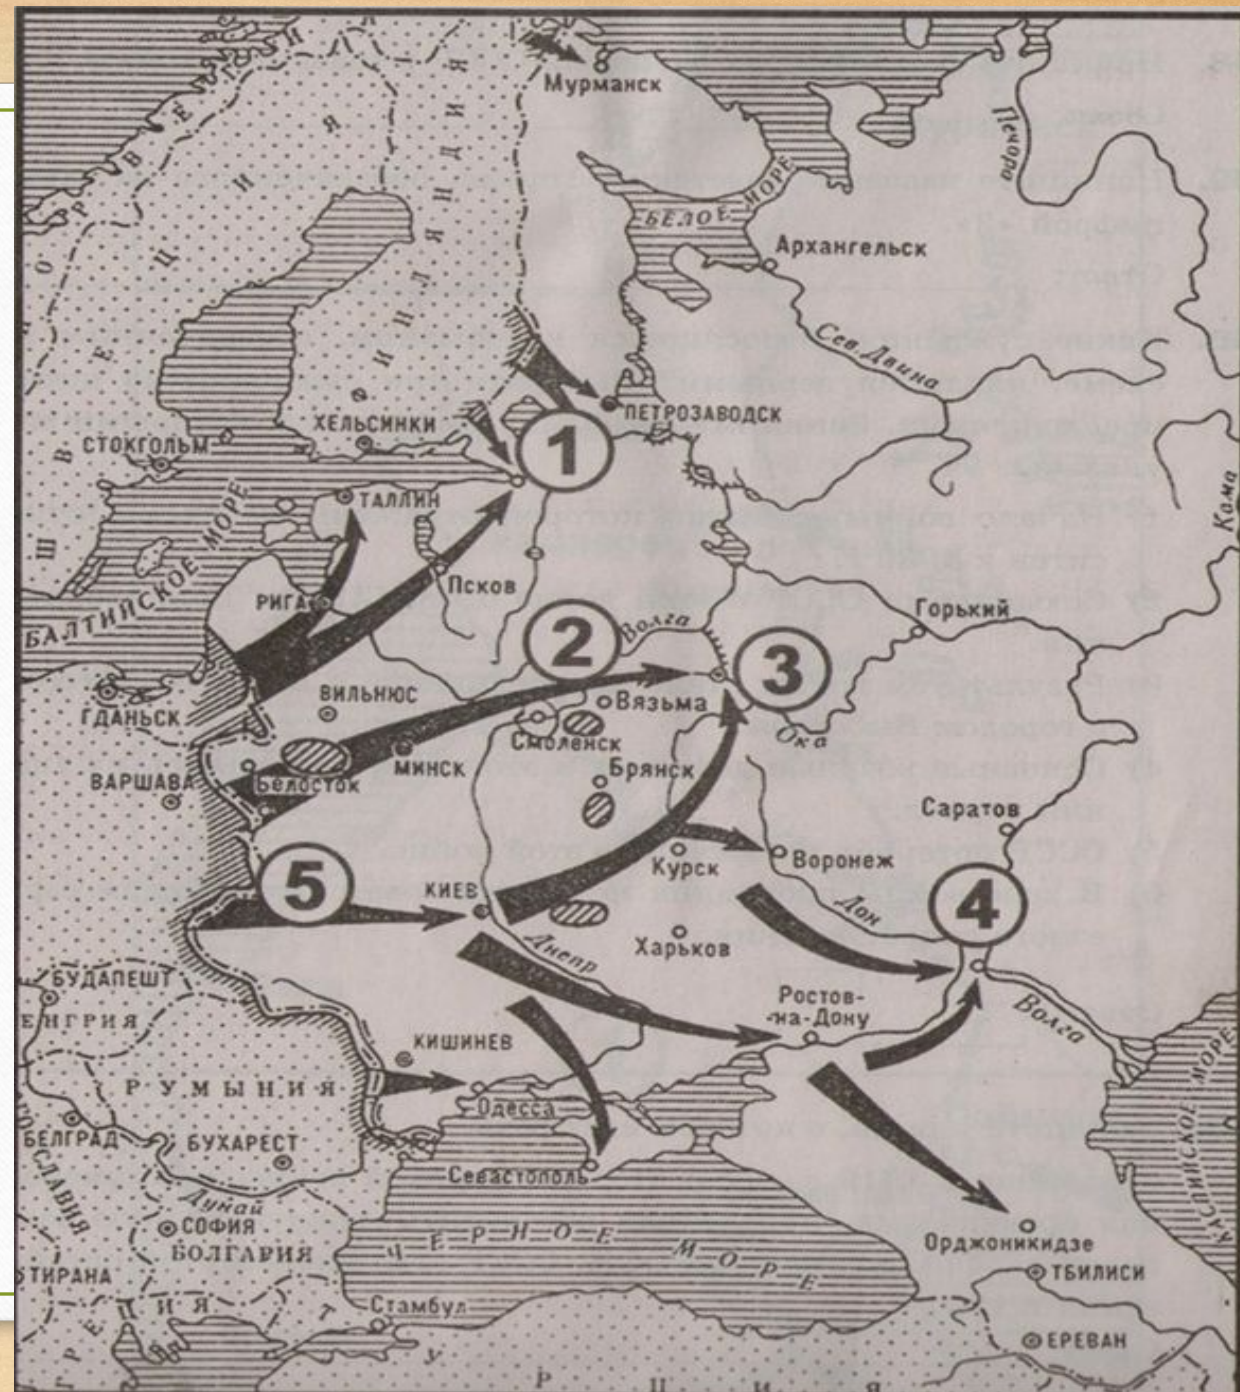 Мурманск
Печора
БЕЛОЕ МОРЕ
Архангельск
ШВЕЦИЯ
ФИНЛЯНДИЯ
Сев. Двина
ПЕТРОЗАВОДСК
ХЕЛЬСИНКИ
СТОКГОЛЬМ
1
ТАЛЛИН
Кама
БАЛТИЙСКОЕ МОРЕ
Псков
РИГА
Горький
2
Волга
3
ВИЛЬНЮС
Вязьма
ГДАНЬСК
Смоленск
Ока
МИНСК
Брянск
ВАРШАВА
Белосток
Саратов
Курск
Воронеж
5
КИЕВ
4
Дон
Днепр
Харьков
БУДАПЕШТ
Ростов-
-на-Дону
Волга
ЕНГРИЯ
КИШИНЕВ
РУМЫНИЯ
Одесса
КАСПИЙСКОЕ МОРЕ
БЕЛГРАД
БУХАРЕСТ
СЛАВИЯ
Севастополь
Дунай
СОФИЯ
ЧЕРНОЕ МОРЕ
БОЛГАРИЯ
Орджоникидзе
ТИРАНА
ТБИЛИСИ
Стамбул
ЕРЕВАН
ТУРЦИЯ